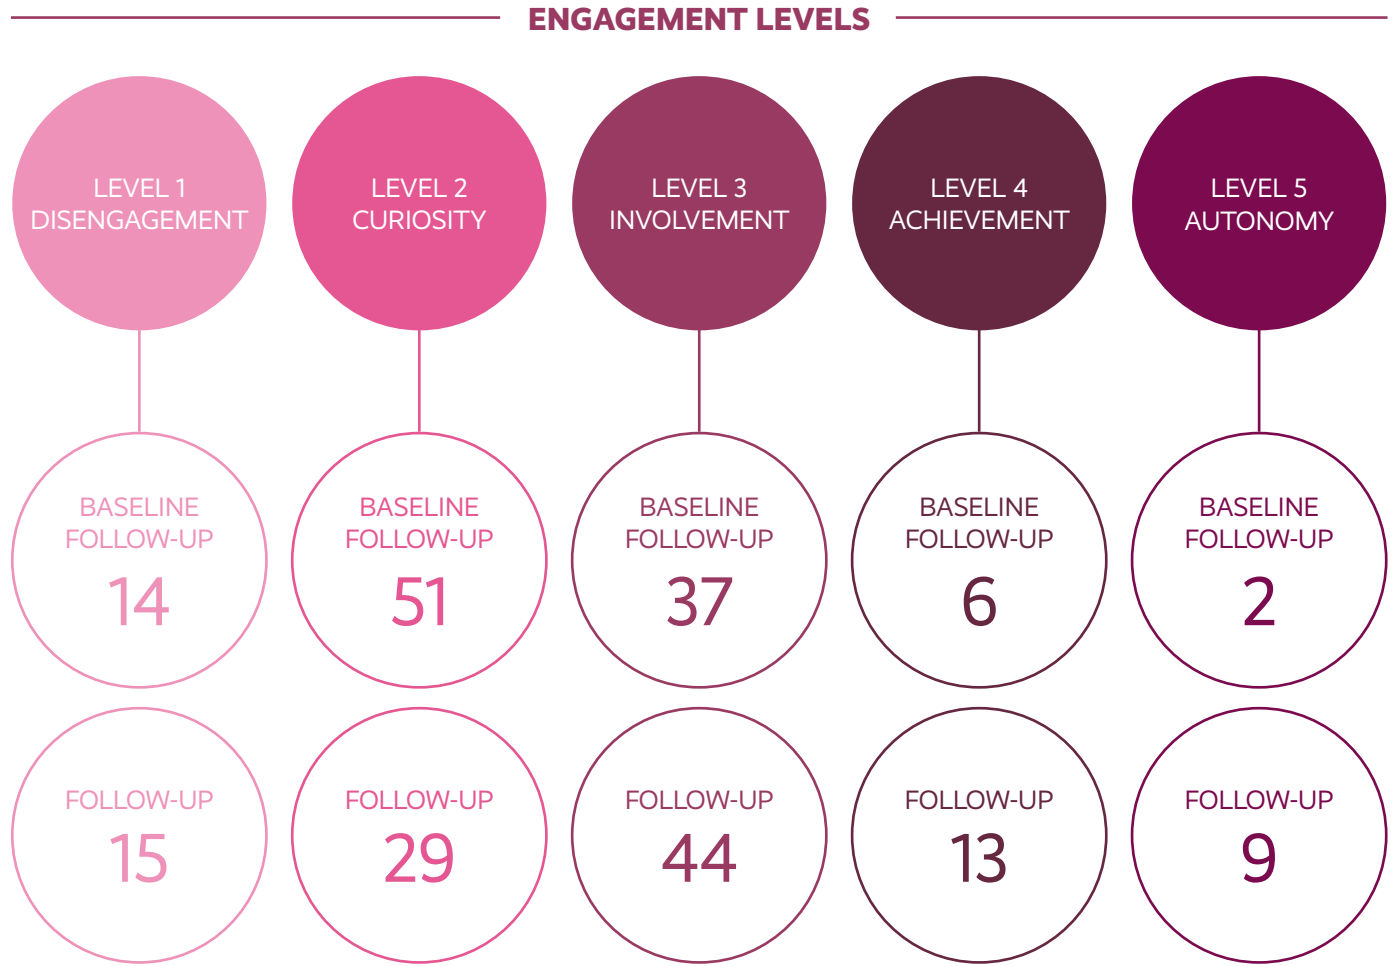 ENGAGEMENT LEVELS
LEVEL 1
DISENGAGEMENT
LEVEL 2
CURIOSITY
LEVEL 3
INVOLVEMENT
LEVEL 4
ACHIEVEMENT
LEVEL 5
AUTONOMY
BASELINE
FOLLOW-UP
14
BASELINE
FOLLOW-UP
51
BASELINE
FOLLOW-UP
37
BASELINE
FOLLOW-UP
6
BASELINE
FOLLOW-UP
2
FOLLOW-UP
15
FOLLOW-UP
29
FOLLOW-UP
44
FOLLOW-UP
13
FOLLOW-UP
9